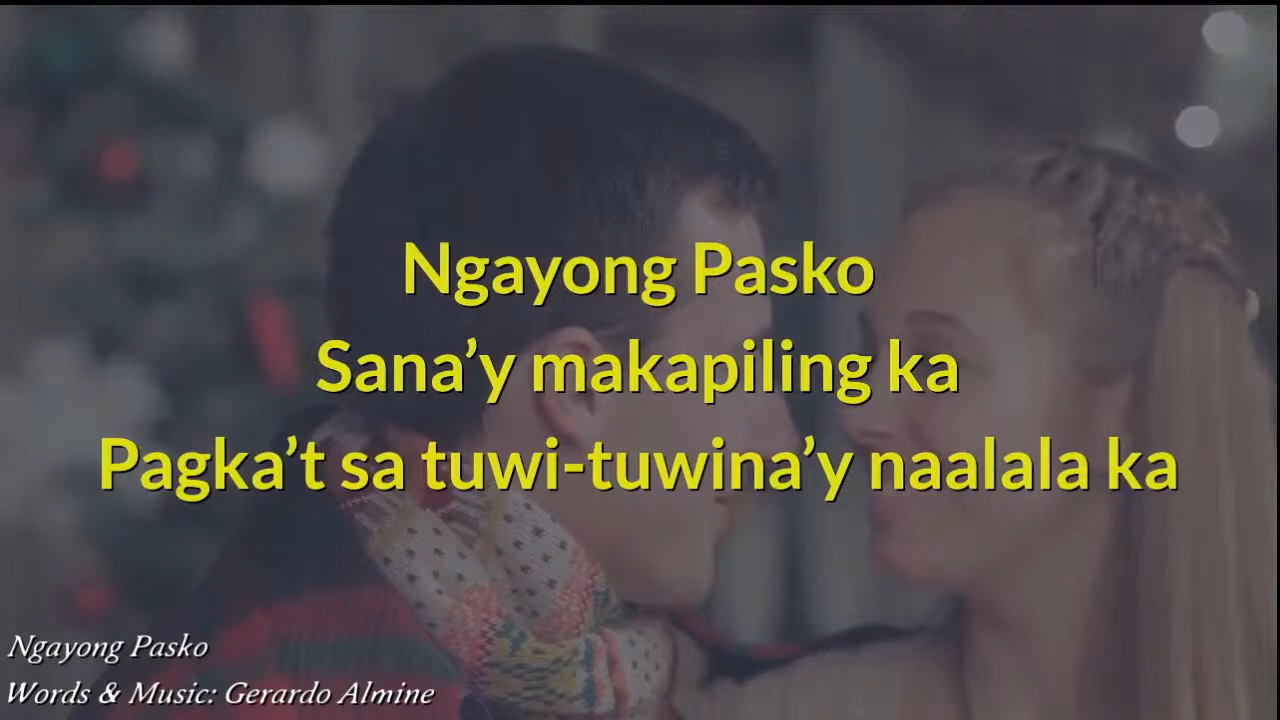 Ngayong Pasko
Sana’y makapiling ka
Pagka’t sa tuwi-tuwina’y naalala ka
Ngayong Pasko
Words & Music: Gerardo Almine